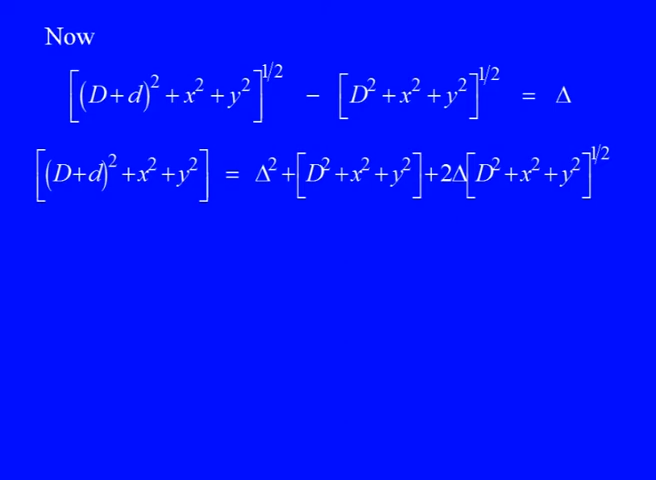 Now
[(D+d)² + x² + y²]^1/2 − [D² + x² + y²]^1/2 = Δ
[(D+d)² + x² + y²] = Δ² + [D² + x² + y²] + 2Δ[D² + x² + y²]^1/2